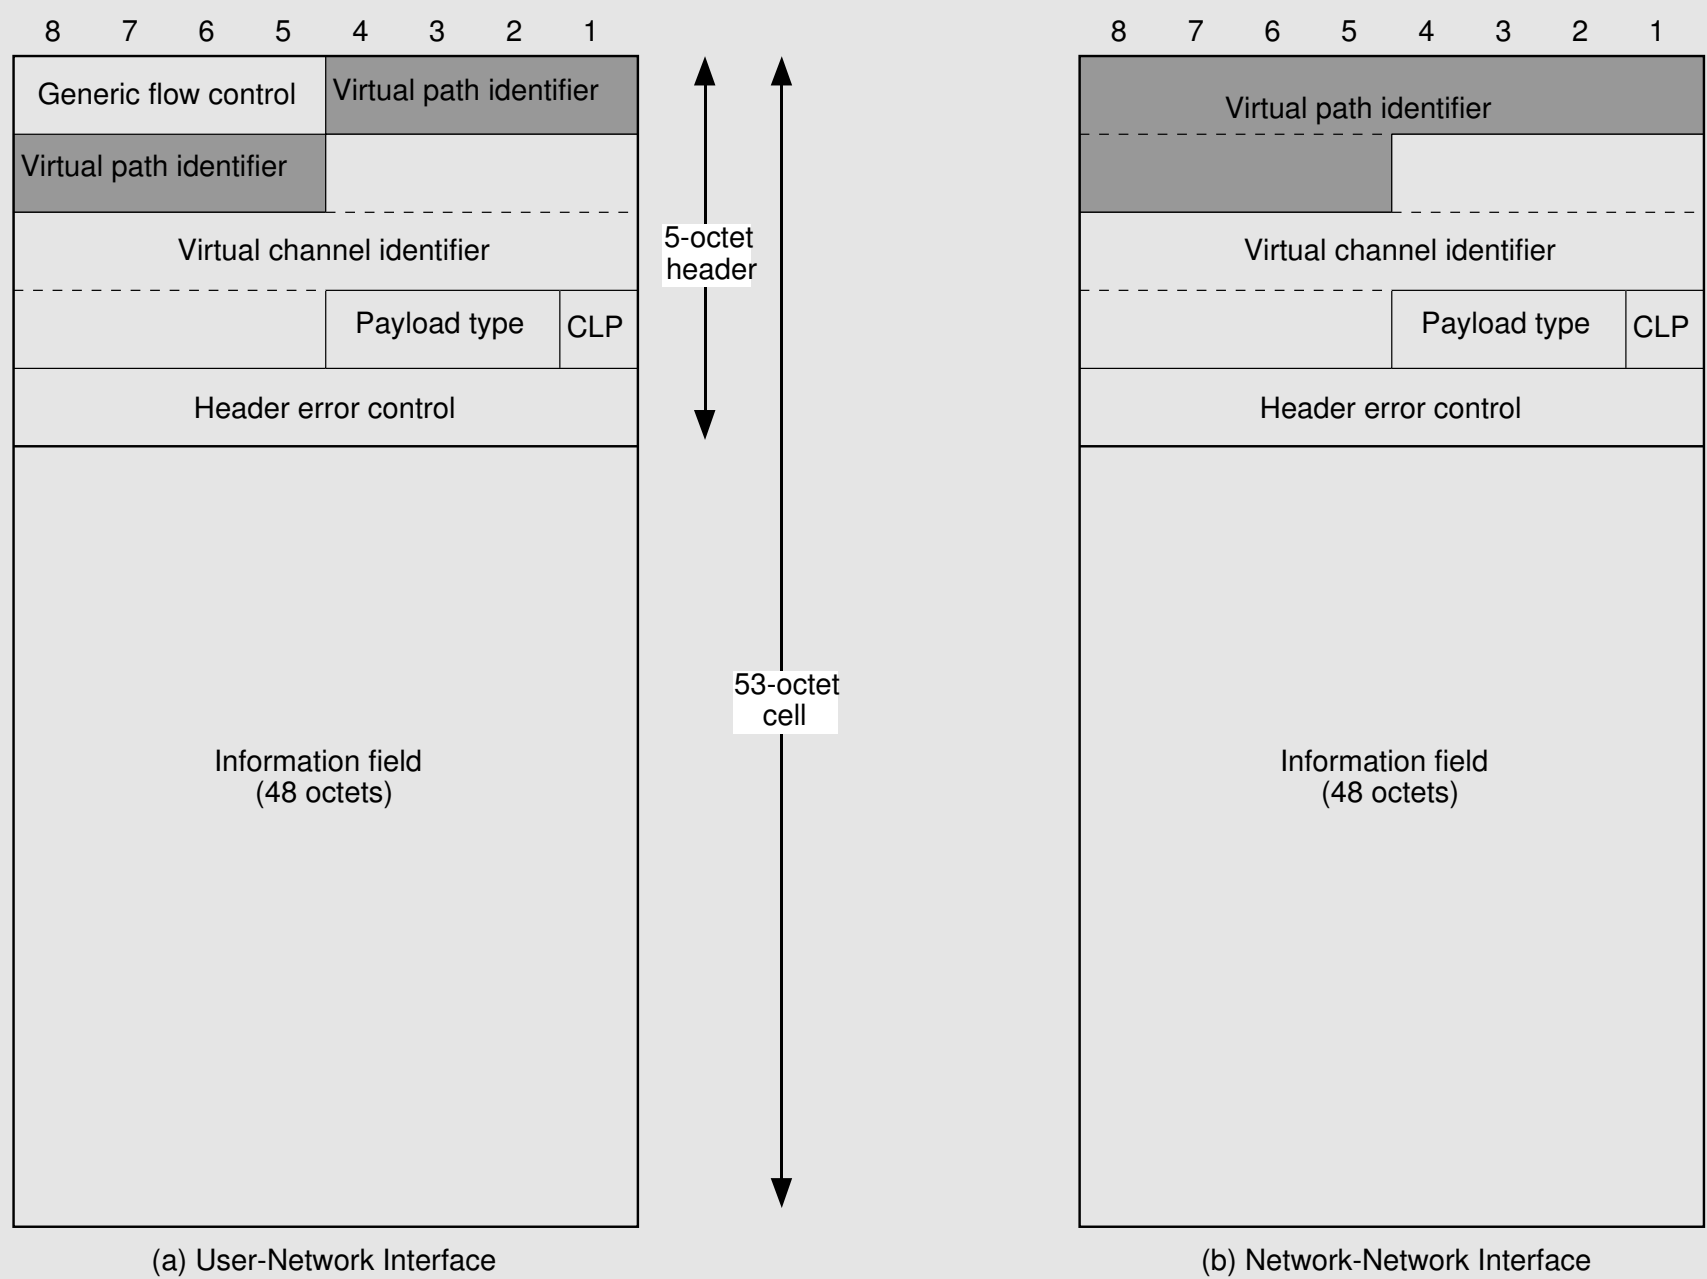 8 7 6 5 4 3 2 1
Generic flow control
Virtual path identifier
Virtual path identifier
Virtual channel identifier
Payload type
CLP
Header error control
Information field
(48 octets)
(a) User-Network Interface
5-octet
header
53-octet
cell
8 7 6 5 4 3 2 1
Virtual path identifier
Virtual channel identifier
Payload type
CLP
Header error control
Information field
(48 octets)
(b) Network-Network Interface